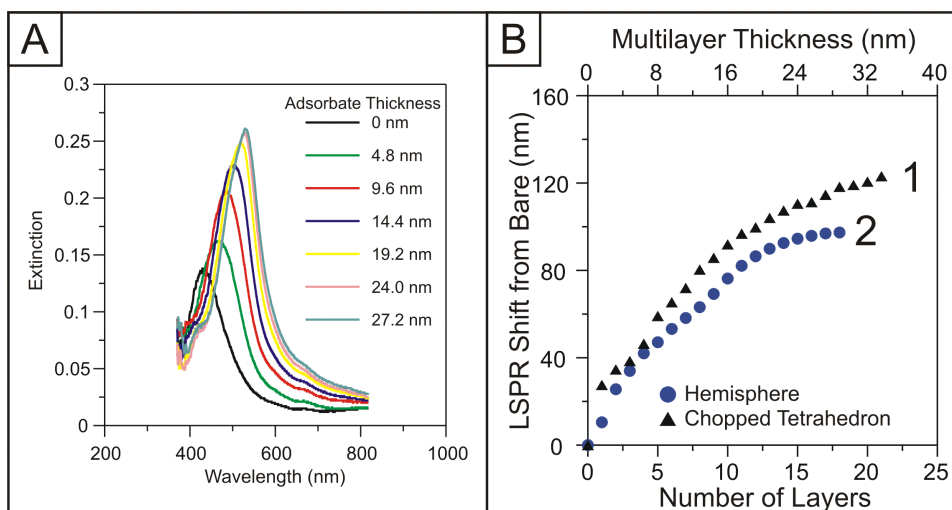 A
0.3
0.25
0.2
0.15
0.1
0.05
0
Extinction
Adsorbate Thickness
0 nm
4.8 nm
9.6 nm
14.4 nm
19.2 nm
24.0 nm
27.2 nm
200 400 600 800 1000
Wavelength (nm)
B
Multilayer Thickness (nm)
0 8 16 24 32 40
160
120
80
40
0
LSPR Shift from Bare (nm)
1
2
Hemisphere
Chopped Tetrahedron
0 5 10 15 20 25
Number of Layers